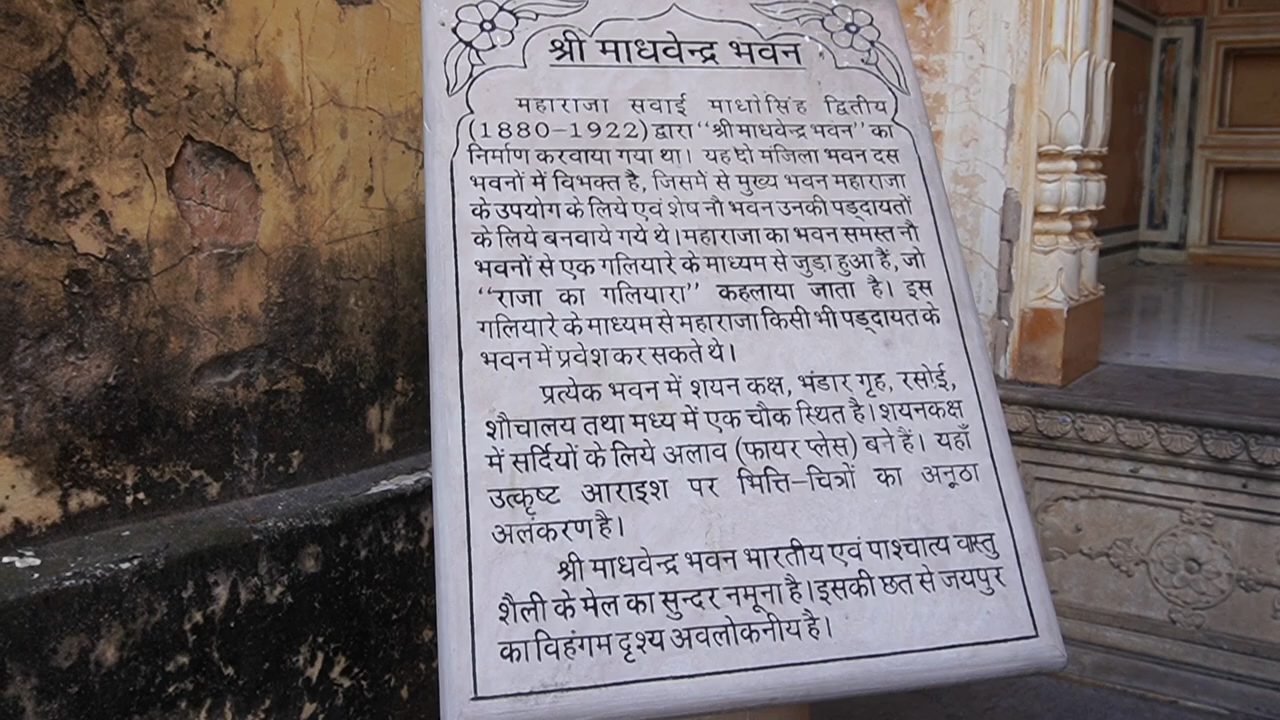 श्री माधवेन्द्र भवन
महाराजा सवाई माधोसिंह द्वितीय
(1880-1922) द्वारा "श्री माधवेन्द्र भवन" का
निर्माण करवाया गया था। यह दो मंजिला भवन दस
भवनों में विभक्त है, जिसमें से मुख्य भवन महाराजा
के उपयोग के लिये एवं शेष नौ भवन उनकी पड़्दायतों
के लिये बनवाये गये थे। महाराजा का भवन समस्त नौ
भवनों से एक गलियारे के माध्यम से जुड़ा हुआ हैं, जो
"राजा का गलियारा" कहलाया जाता है। इस
गलियारे के माध्यम से महाराजा किसी भी पड़्दायत के
भवन में प्रवेश कर सकते थे।
प्रत्येक भवन में शयन कक्ष, भंडार गृह, रसोई,
शौचालय तथा मध्य में एक चौक स्थित है। शयनकक्ष
में सर्दियों के लिये अलाव (फायर प्लेस) बने हैं। यहाँ
उत्कृष्ट आराइश पर भित्ति-चित्रों का अनूठा
अलंकरण है।
श्री माधवेन्द्र भवन भारतीय एवं पाश्चात्य वास्तु
शैली के मेल का सुन्दर नमूना है। इसकी छत से जयपुर
का विहंगम दृश्य अवलोकनीय है।